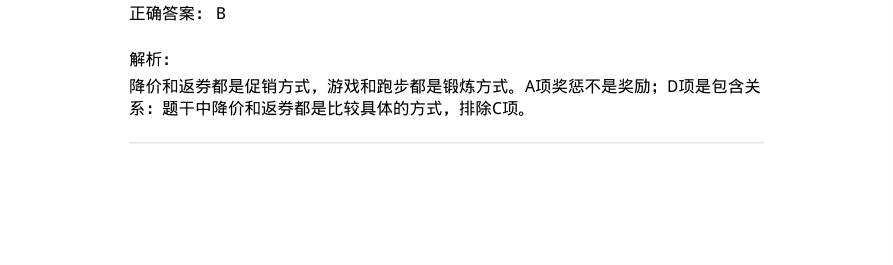 正确答案： B
解析：
降价和返券都是促销方式，游戏和跑步都是锻炼方式。A项奖惩不是奖励；D项是包含关
系：题干中降价和返券都是比较具体的方式，排除C项。